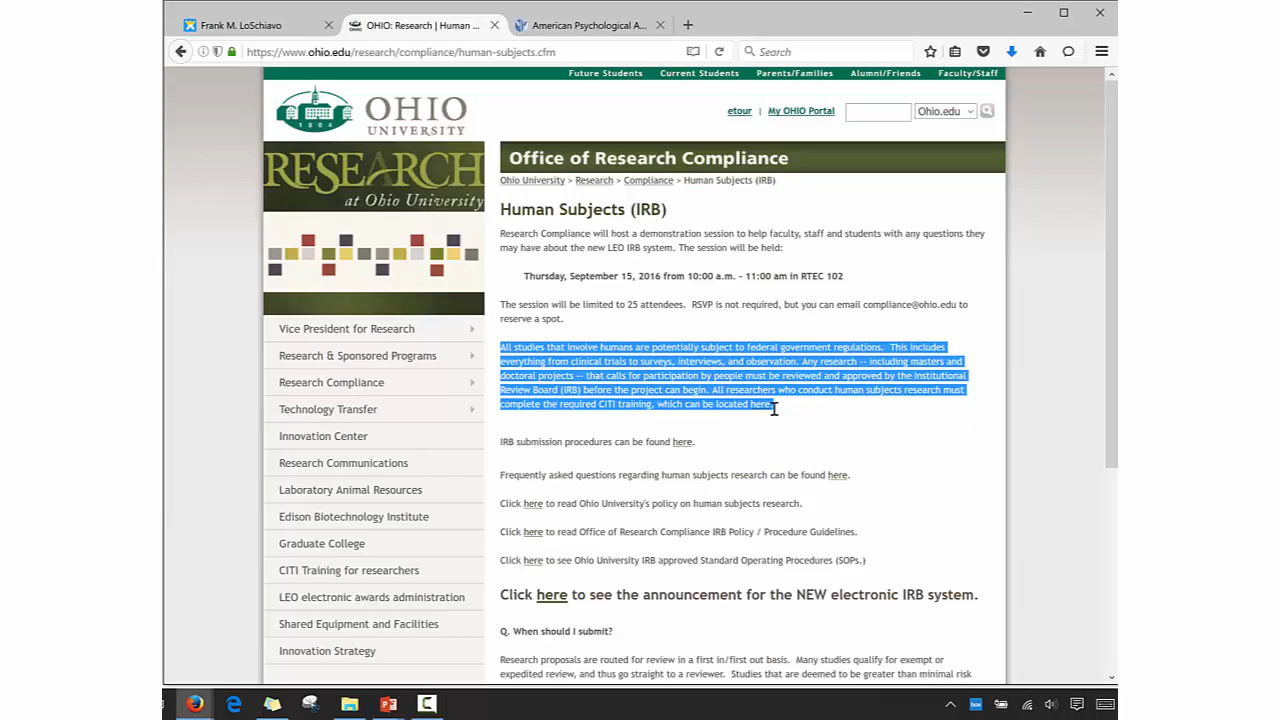 Frank M. LoSchiavo
OHIO: Research | Human ...
American Psychological A...
https://www.ohio.edu/research/compliance/human-subjects.cfm
Search
Future Students Current Students Parents/Families Alumni/Friends Faculty/Staff
1804
OHIO
UNIVERSITY
etour | My OHIO Portal
Ohio.edu
RESEARCH
at Ohio University
Office of Research Compliance
Ohio University > Research > Compliance > Human Subjects (IRB)
Human Subjects (IRB)
Research Compliance will host a demonstration session to help faculty, staff and students with any questions they
may have about the new LEO IRB system. The session will be held:
Thursday, September 15, 2016 from 10:00 a.m. - 11:00 am in RTEC 102
The session will be limited to 25 attendees. RSVP is not required, but you can email compliance@ohio.edu to
reserve a spot.
All studies that involve humans are potentially subject to federal government regulations. This includes
everything from clinical trials to surveys, interviews, and observation. Any research -- including masters and
doctoral projects -- that calls for participation by people must be reviewed and approved by the Institutional
Review Board (IRB) before the project can begin. All researchers who conduct human subjects research must
complete the required CITI training, which can be located here.
IRB submission procedures can be found here.
Frequently asked questions regarding human subjects research can be found here.
Click here to read Ohio University's policy on human subjects research.
Click here to read Office of Research Compliance IRB Policy / Procedure Guidelines.
Click here to see Ohio University IRB approved Standard Operating Procedures (SOPs.)
Click here to see the announcement for the NEW electronic IRB system.
Q. When should I submit?
Research proposals are routed for review in a first in/first out basis. Many studies qualify for exempt or
expedited review, and thus go straight to a reviewer. Studies that are deemed to be greater than minimal risk
Vice President for Research
Research & Sponsored Programs
Research Compliance
Technology Transfer
Innovation Center
Research Communications
Laboratory Animal Resources
Edison Biotechnology Institute
Graduate College
CITI Training for researchers
LEO electronic awards administration
Shared Equipment and Facilities
Innovation Strategy